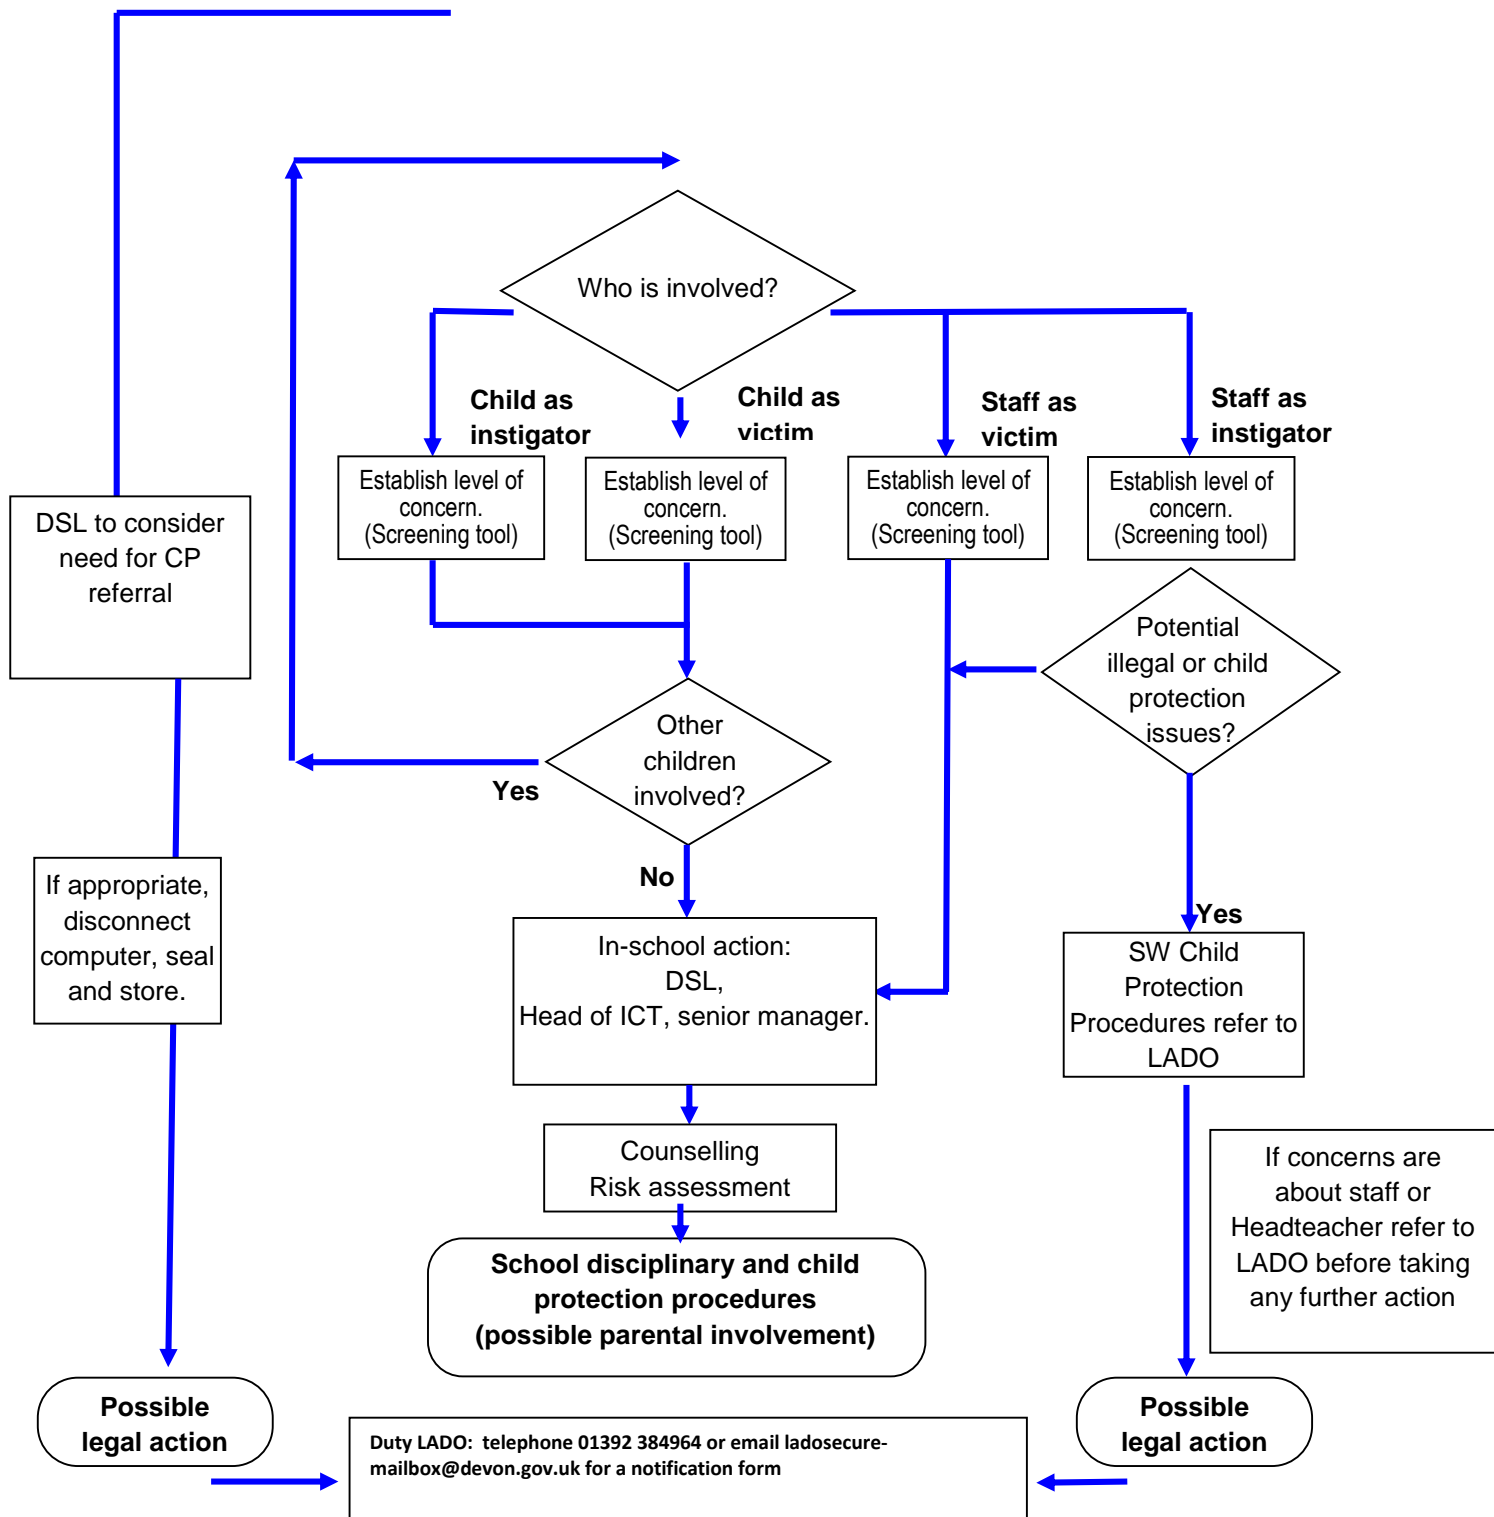 Who is involved?
Child as
instigator
Child as
victim
Staff as
victim
Staff as
instigator
Establish level of
concern.
(Screening tool)
Establish level of
concern.
(Screening tool)
Establish level of
concern.
(Screening tool)
Establish level of
concern.
(Screening tool)
DSL to consider
need for CP
referral
Potential
illegal or child
protection
issues?
Other
children
involved?
Yes
No
If appropriate,
disconnect
computer, seal
and store.
In-school action:
DSL,
Head of ICT, senior manager.
Yes
SW Child
Protection
Procedures refer to
LADO
Counselling
Risk assessment
If concerns are
about staff or
Headteacher refer to
LADO before taking
any further action
School disciplinary and child
protection procedures
(possible parental involvement)
Possible
legal action
Possible
legal action
Duty LADO:  telephone 01392 384964 or email ladosecure-
mailbox@devon.gov.uk for a notification form